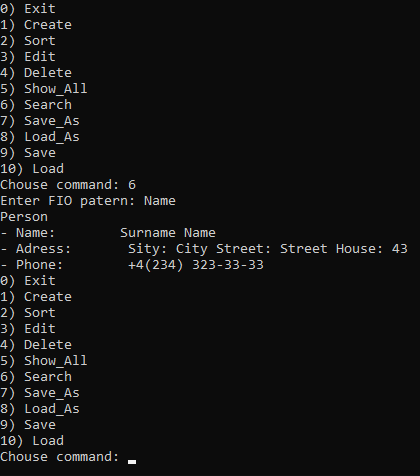 0) Exit
1) Create
2) Sort
3) Edit
4) Delete
5) Show_All
6) Search
7) Save_As
8) Load_As
9) Save
10) Load
Chouse command: 6
Enter FIO patern: Name
Person
- Name:        Surname Name
- Adress:       Sity: City Street: Street House: 43
- Phone:        +4(234) 323-33-33
0) Exit
1) Create
2) Sort
3) Edit
4) Delete
5) Show_All
6) Search
7) Save_As
8) Load_As
9) Save
10) Load
Chouse command: